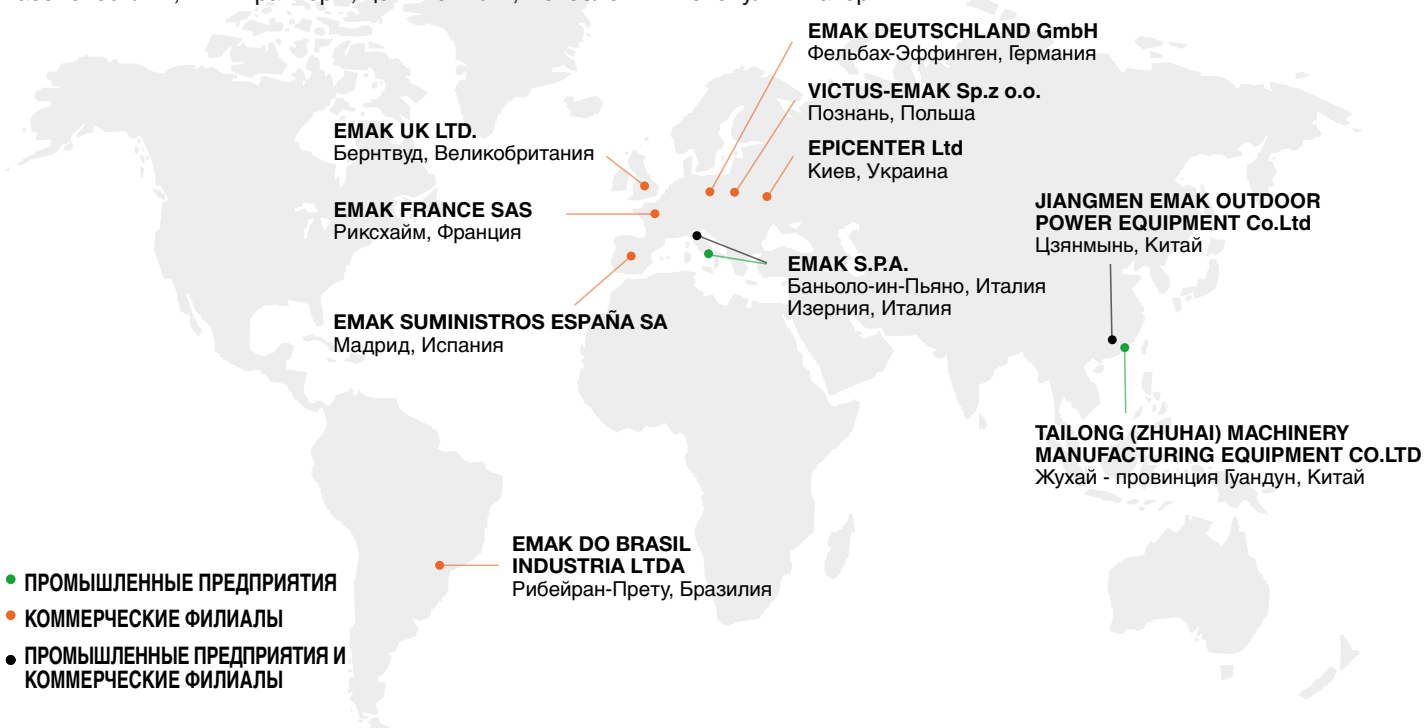 EMAK DEUTSCHLAND GmbH
Фельбах-Эффинген, Германия
VICTUS-EMAK Sp.z o.o.
Познань, Польша
EMAK UK LTD.
Бернтвуд, Великобритания
EPICENTER Ltd
Киев, Украина
EMAK FRANCE SAS
Риксхайм, Франция
JIANGMEN EMAK OUTDOOR
POWER EQUIPMENT Co.Ltd
Цзянмынь, Китай
EMAK S.P.A.
Баньоло-ин-Пьяно, Италия
Изерния, Италия
EMAK SUMINISTROS ESPAÑA SA
Мадрид, Испания
TAILONG (ZHUHAI) MACHINERY
MANUFACTURING EQUIPMENT CO.LTD
Жухай - провинция Гуандун, Китай
EMAK DO BRASIL
INDUSTRIA LTDA
Рибейран-Прету, Бразилия
ПРОМЫШЛЕННЫЕ ПРЕДПРИЯТИЯ
КОММЕРЧЕСКИЕ ФИЛИАЛЫ
ПРОМЫШЛЕННЫЕ ПРЕДПРИЯТИЯ И
КОММЕРЧЕСКИЕ ФИЛИАЛЫ